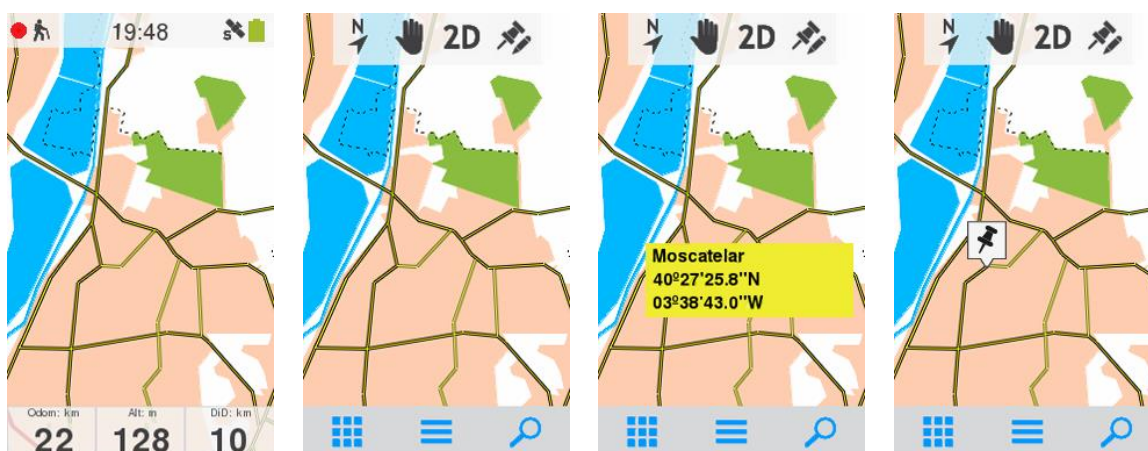 19:48
S
Odom: km
Alt: m
DiD: km
22
128
10
N
2D
N
2D
Moscatelar
40º27'25.8"N
03º38'43.0"W
N
2D